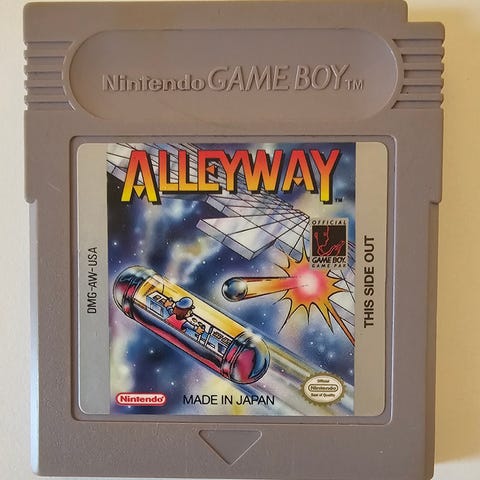 Nintendo GAME BOY TM
ALLEYWAY
TM
OFFICIAL
GAME BOY
GAME PAK
DMG-AW-USA
THIS SIDE OUT
Nintendo
MADE IN JAPAN
Official
Nintendo
Seal of Quality